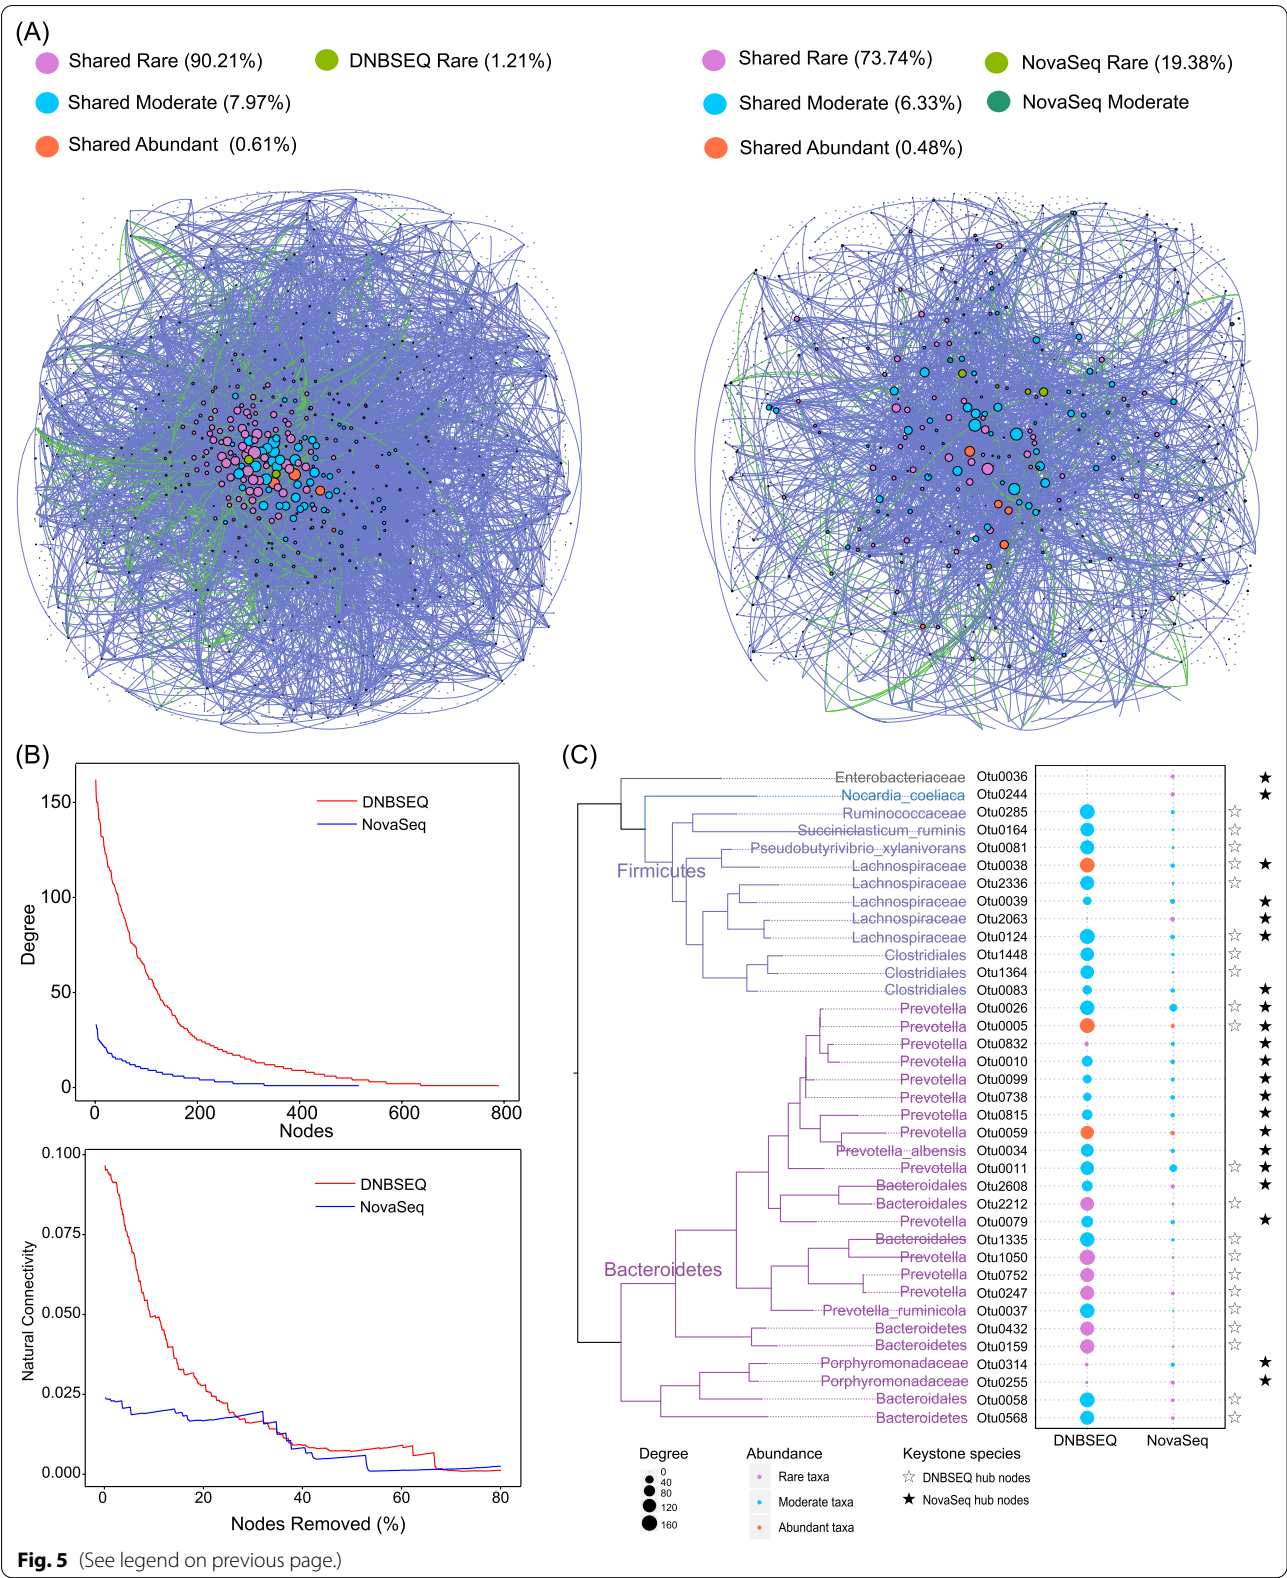 (A)
Shared Rare (90.21%)
DNBSEQ Rare (1.21%)
Shared Moderate (7.97%)
Shared Abundant (0.61%)
Shared Rare (73.74%)
NovaSeq Rare (19.38%)
Shared Moderate (6.33%)
NovaSeq Moderate
Shared Abundant (0.48%)
(B)
150
100
50
0
Degree
DNBSEQ
NovaSeq
0 200 400 600 800
Nodes
0.100
0.075
0.050
0.025
0.000
Natural Connectivity
DNBSEQ
NovaSeq
0 20 40 60 80
Nodes Removed (%)
(C)
Firmicutes
Bacteroidetes
Enterobacteriaceae Otu0036
Nocardia_coeliaca Otu0244
Ruminococcaceae Otu0285
Succiniclasticum_ruminis Otu0164
Pseudobutyrivibrio_xylanivorans Otu0081
Lachnospiraceae Otu0038
Lachnospiraceae Otu2336
Lachnospiraceae Otu0039
Lachnospiraceae Otu2063
Lachnospiraceae Otu0124
Clostridiales Otu1448
Clostridiales Otu1364
Clostridiales Otu0083
Prevotella Otu0026
Prevotella Otu0005
Prevotella Otu0832
Prevotella Otu0010
Prevotella Otu0099
Prevotella Otu0738
Prevotella Otu0815
Prevotella Otu0059
Prevotella_albensis Otu0034
Prevotella Otu0011
Bacteroidales Otu2608
Bacteroidales Otu2212
Prevotella Otu0079
Bacteroidales Otu1335
Prevotella Otu1050
Prevotella Otu0752
Prevotella Otu0247
Prevotella_ruminicola Otu0037
Bacteroidetes Otu0432
Bacteroidetes Otu0159
Porphyromonadaceae Otu0314
Porphyromonadaceae Otu0255
Bacteroidales Otu0058
Bacteroidetes Otu0568
DNBSEQ NovaSeq
Degree
0
40
80
120
160
Abundance
Rare taxa
Moderate taxa
Abundant taxa
Keystone species
☆ DNBSEQ hub nodes
★ NovaSeq hub nodes
Fig. 5 (See legend on previous page.)